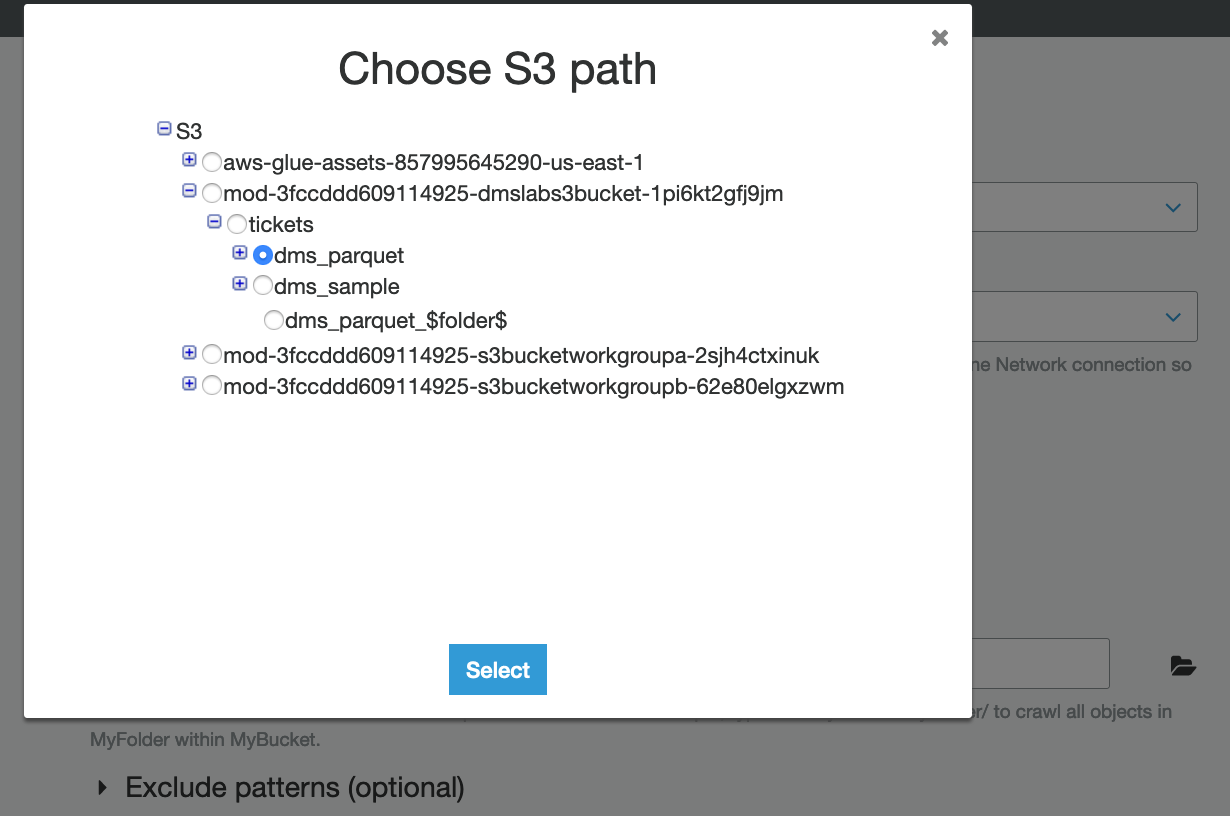 Choose S3 path
S3
aws-glue-assets-857995645290-us-east-1
mod-3fccddd609114925-dmslabs3bucket-1pi6kt2gfj9jm
tickets
dms_parquet
dms_sample
dms_parquet_$folder$
mod-3fccddd609114925-s3bucketworkgroupa-2sjh4ctxinuk
mod-3fccddd609114925-s3bucketworkgroupb-62e80elgxzwm
Network connection so
Select
to crawl all objects in
MyFolder within MyBucket.
Exclude patterns (optional)